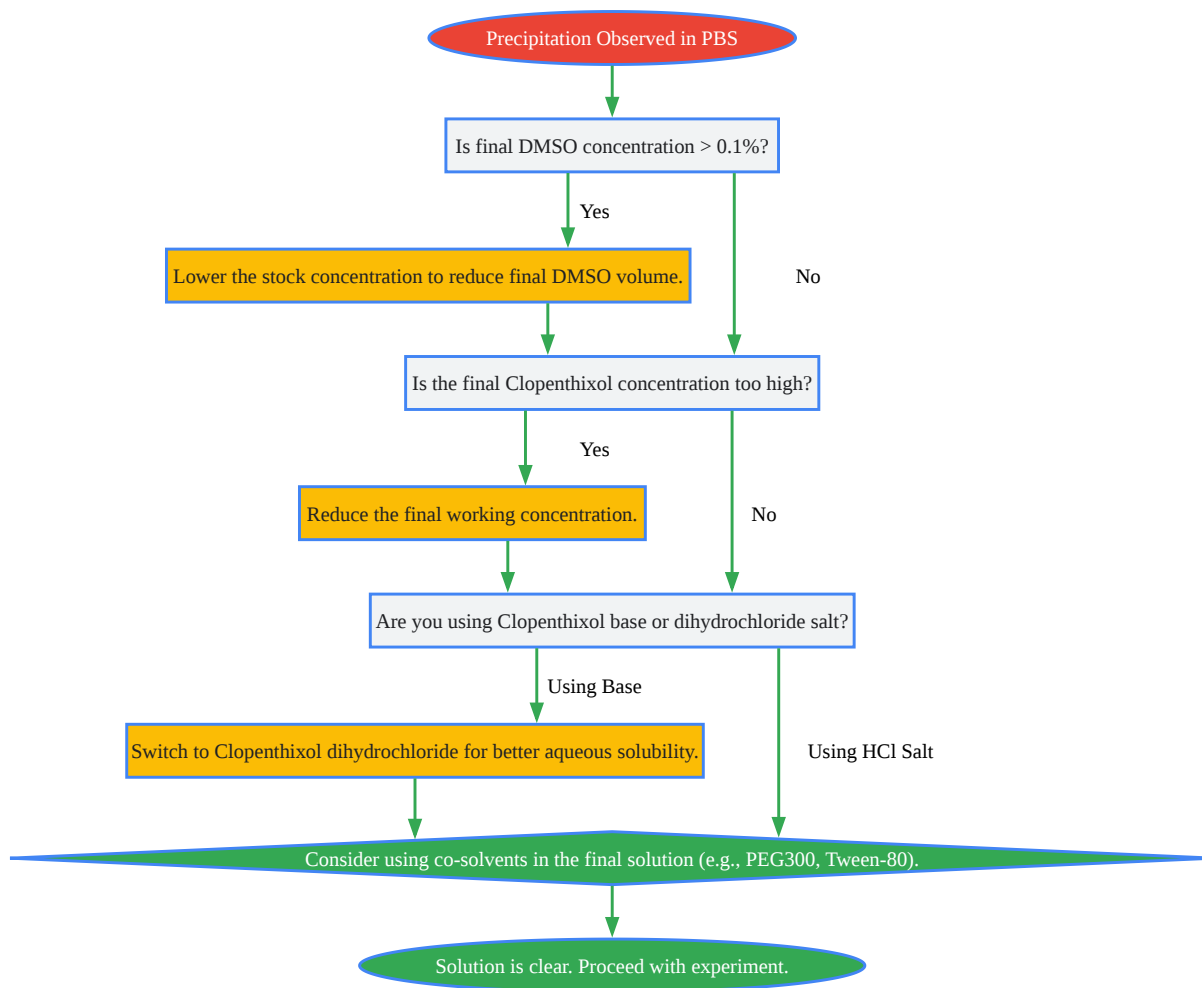 Precipitation Observed in PBS
Is final DMSO concentration > 0.1%?
Yes
Lower the stock concentration to reduce final DMSO volume.
No
Is the final Clopenthixol concentration too high?
Yes
Reduce the final working concentration.
No
Are you using Clopenthixol base or dihydrochloride salt?
Using Base
Switch to Clopenthixol dihydrochloride for better aqueous solubility.
Using HCl Salt
Consider using co-solvents in the final solution (e.g., PEG300, Tween-80).
Solution is clear. Proceed with experiment.